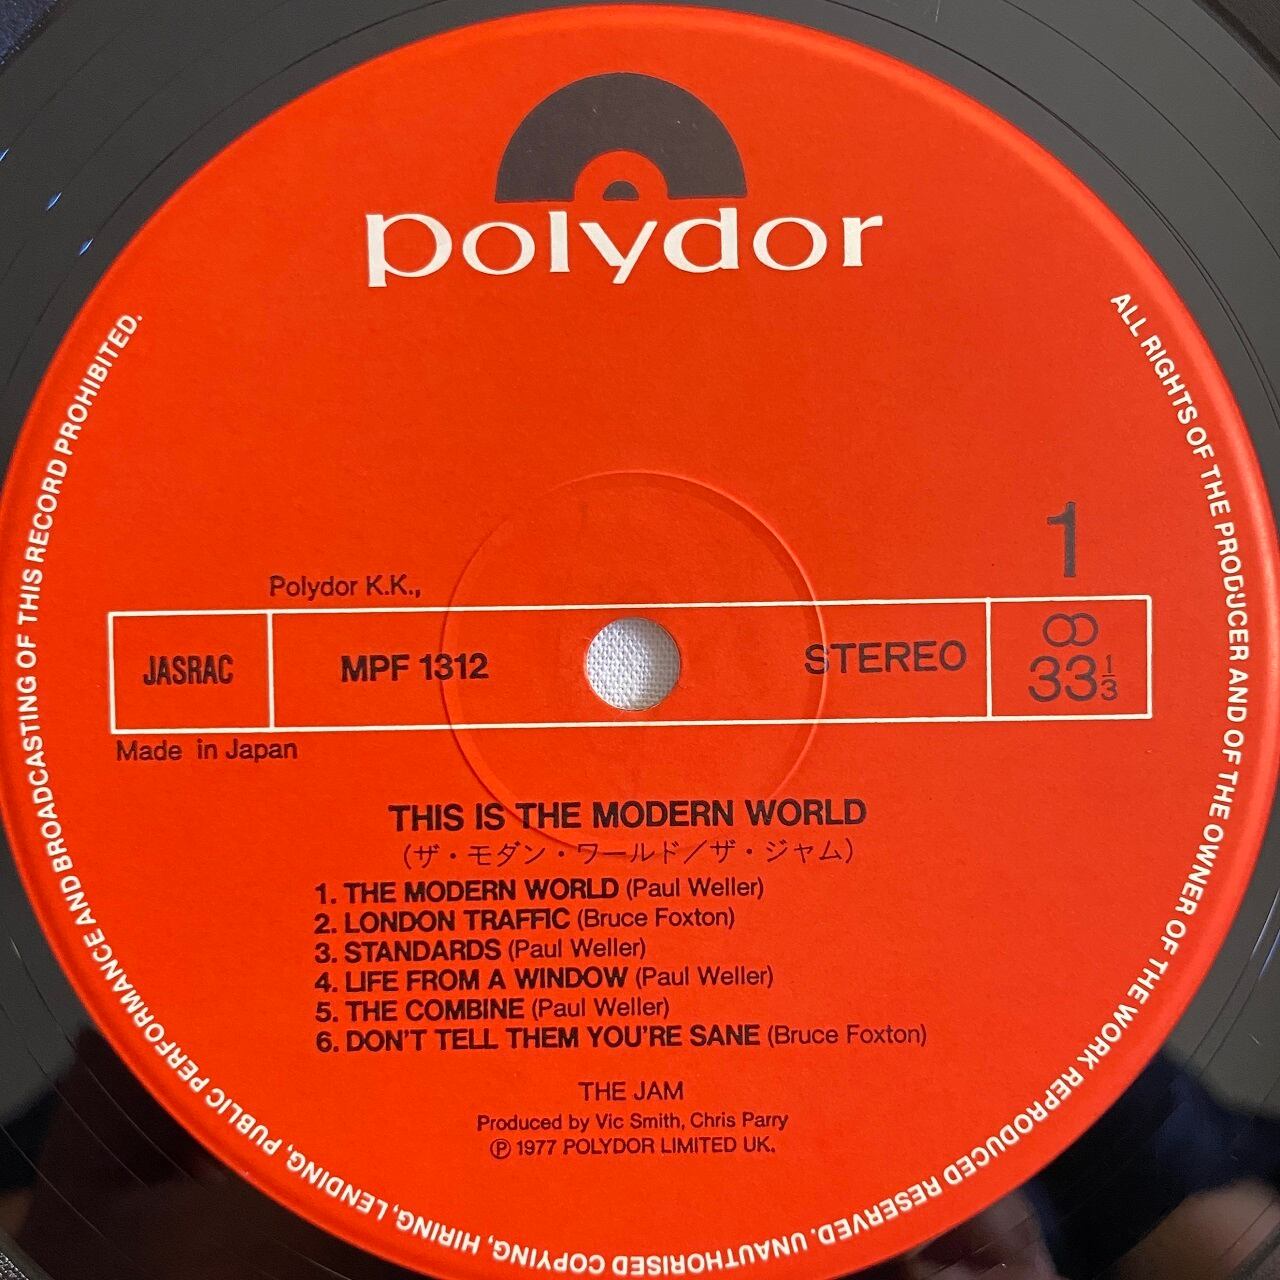 polydor
ALL RIGHTS OF THE PRODUCER AND OF THE OWNER OF THE WORK REPRODUCED RESERVED. UNAUTHORISED COPYING, HIRING, LENDING, PUBLIC PERFORMANCE AND BROADCASTING OF THIS RECORD PROHIBITED.
1
Polydor K.K.,
JASRAC MPF 1312 STEREO ꝏ 33 1/3
Made in Japan
THIS IS THE MODERN WORLD
(ザ・モダン・ワールド/ザ・ジャム)
1. THE MODERN WORLD (Paul Weller)
2. LONDON TRAFFIC (Bruce Foxton)
3. STANDARDS (Paul Weller)
4. LIFE FROM A WINDOW (Paul Weller)
5. THE COMBINE (Paul Weller)
6. DON'T TELL THEM YOU'RE SANE (Bruce Foxton)
THE JAM
Produced by Vic Smith, Chris Parry
℗ 1977 POLYDOR LIMITED UK.